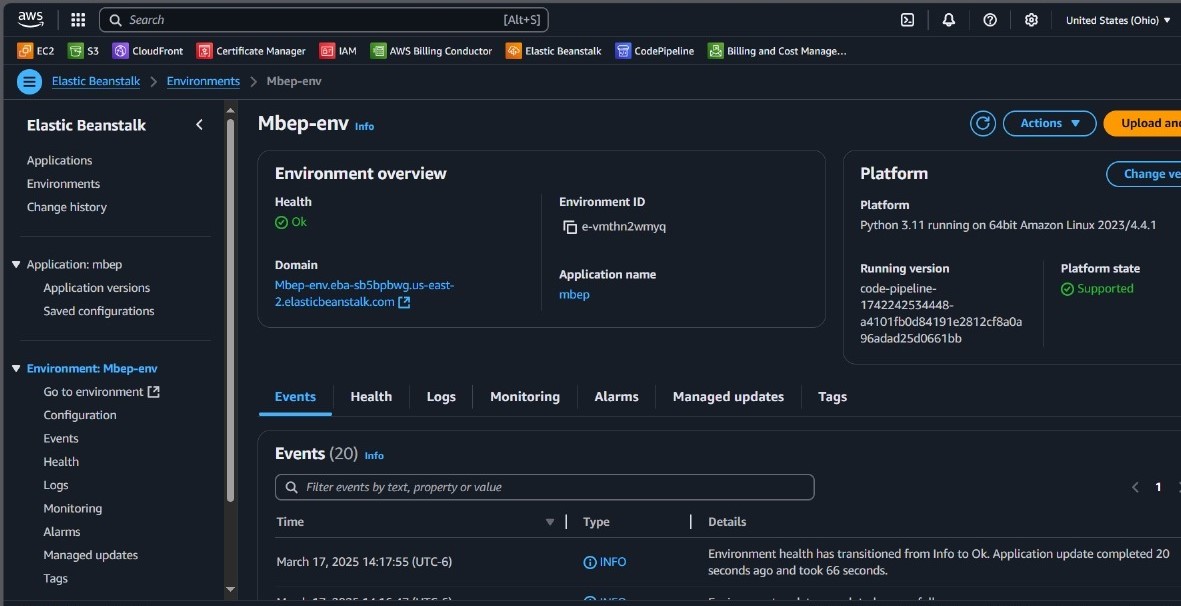 aws
Search [Alt+S] United States (Ohio)
EC2 S3 CloudFront Certificate Manager IAM AWS Billing Conductor Elastic Beanstalk CodePipeline Billing and Cost Manage...
Elastic Beanstalk Environments Mbep-env
Elastic Beanstalk
Applications
Environments
Change history
Application: mbep
Application versions
Saved configurations
Environment: Mbep-env
Go to environment
Configuration
Events
Health
Logs
Monitoring
Alarms
Managed updates
Tags
Mbep-env Info
Actions Upload and
Environment overview
Health
Ok
Domain
Mbep-env.eba-sb5bpbwg.us-east-
2.elasticbeanstalk.com
Environment ID
e-vmthn2wmyq
Application name
mbep
Platform
Change ve
Platform
Python 3.11 running on 64bit Amazon Linux 2023/4.4.1
Running version
code-pipeline-
1742242534448-
a4101fb0d84191e2812cf8a0a
96adad25d0661bb
Platform state
Supported
Events Health Logs Monitoring Alarms Managed updates Tags
Events (20) Info
Filter events by text, property or value
1
Time Type Details
March 17, 2025 14:17:55 (UTC-6) INFO Environment health has transitioned from Info to Ok. Application update completed 20
seconds ago and took 66 seconds.